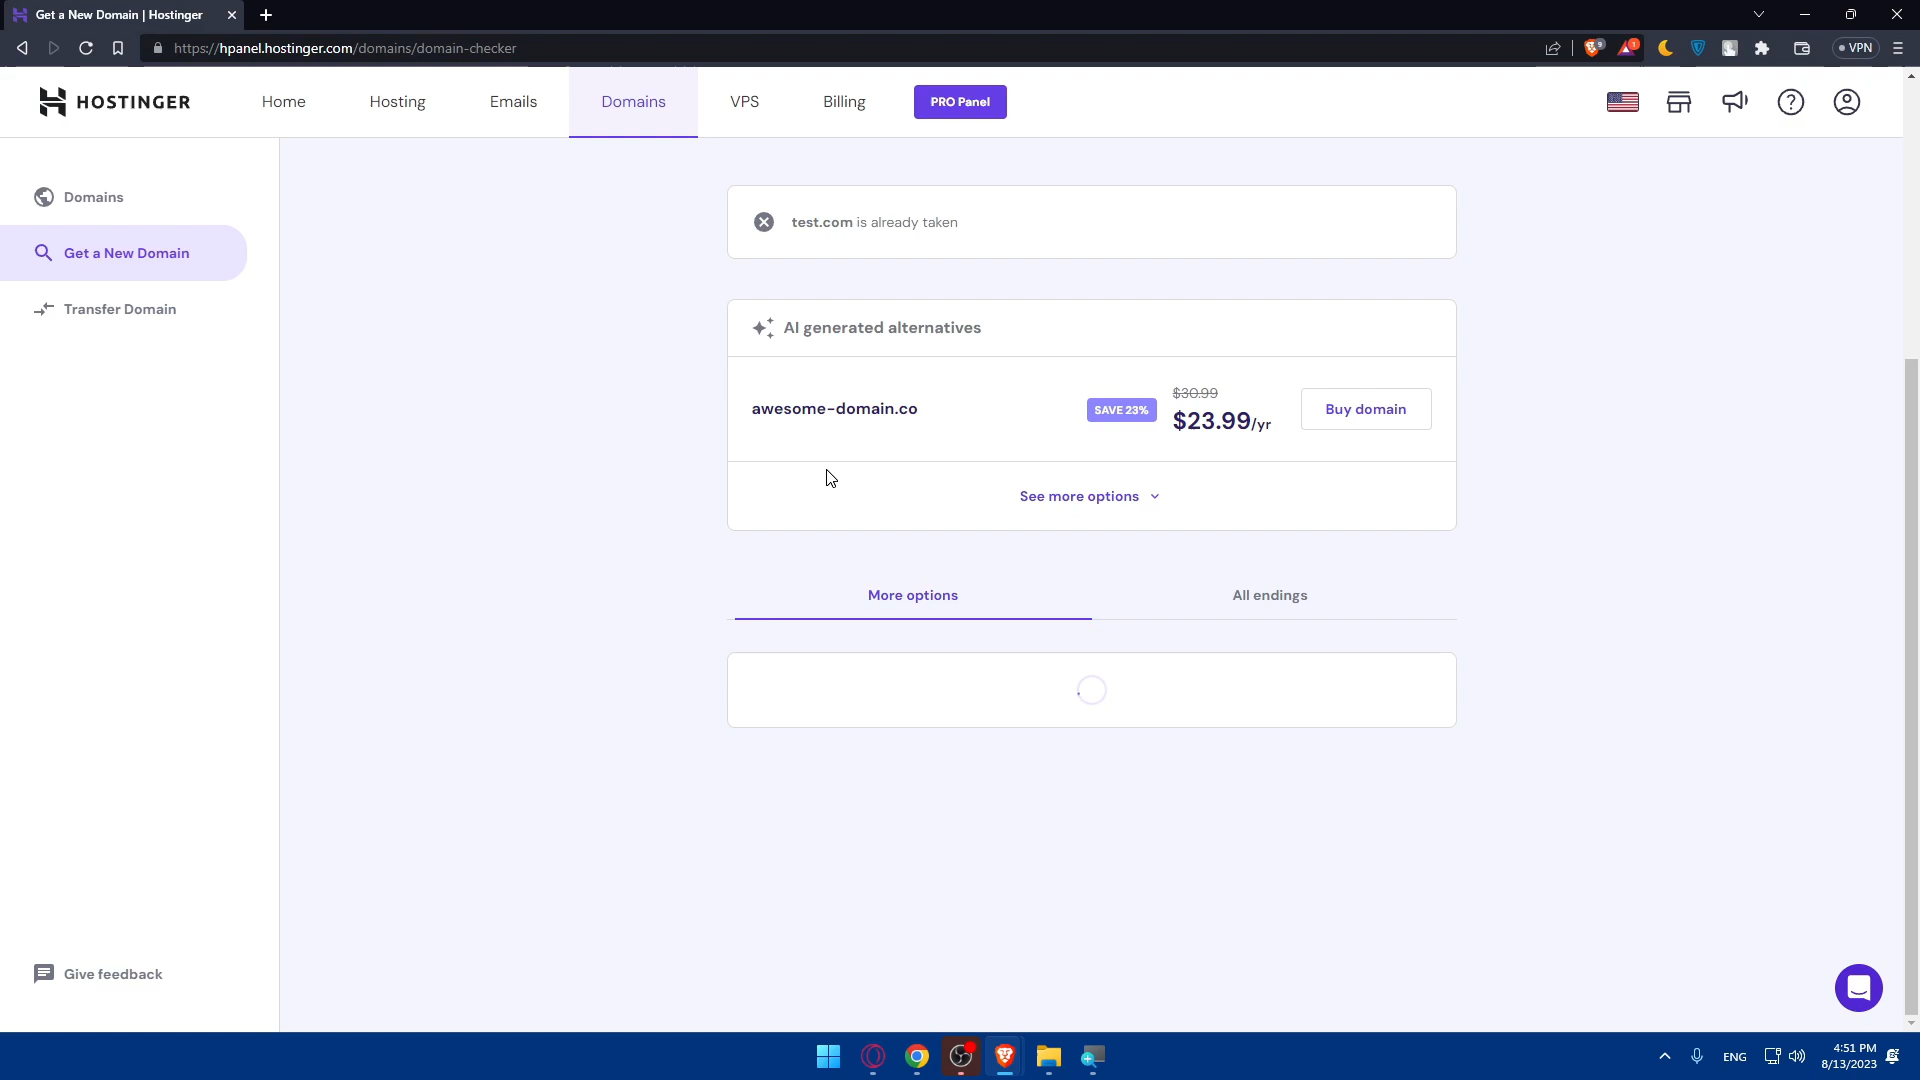 Get a New Domain | Hostinger
https://hpanel.hostinger.com/domains/domain-checker
9
1
VPN
HOSTINGER
Home
Hosting
Emails
Domains
VPS
Billing
PRO Panel
Domains
Get a New Domain
Transfer Domain
test.com is already taken
AI generated alternatives
awesome-domain.co
SAVE 23%
$30.99
$23.99/yr
Buy domain
See more options
More options
All endings
Give feedback
ENG
4:51 PM
8/13/2023